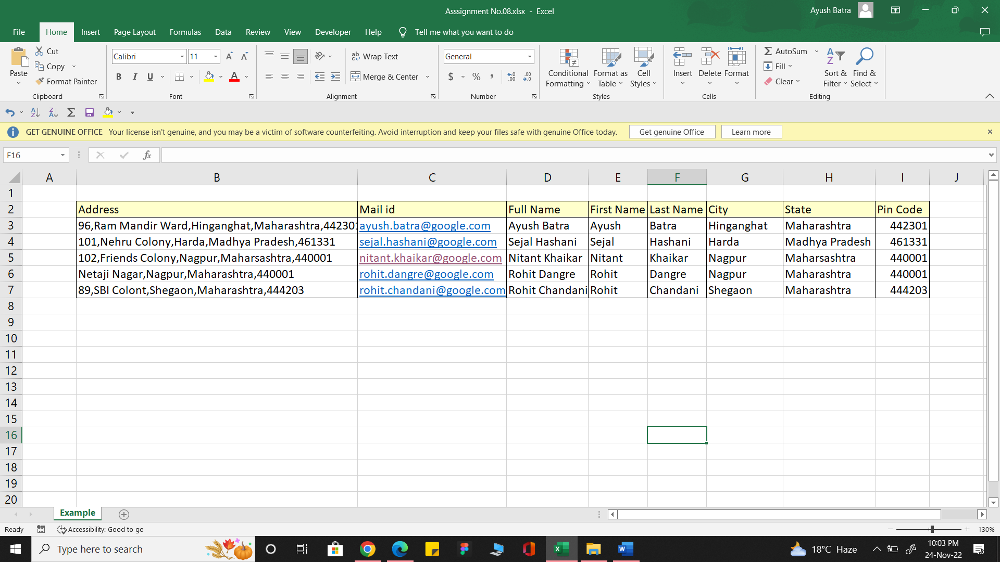 Asssignment No.08.xlsx - Excel
Ayush Batra
File Home Insert Page Layout Formulas Data Review View Developer Help Tell me what you want to do
Paste
Cut
Copy
Format Painter
Clipboard
Calibri 11
B I U
Font
Wrap Text
Merge & Center
Alignment
General
$ % ,
Number
Conditional Formatting
Format as Table
Cell Styles
Styles
Insert Delete Format
Cells
AutoSum
Fill
Clear
Sort & Filter
Find & Select
Editing
GET GENUINE OFFICE Your license isn't genuine, and you may be a victim of software counterfeiting. Avoid interruption and keep your files safe with genuine Office today. Get genuine Office Learn more
F16 fx
A B C D E F G H I J
1
2 Address Mail id Full Name First Name Last Name City State Pin Code
3 96,Ram Mandir Ward,Hinganghat,Maharashtra,442301 ayush.batra@google.com Ayush Batra Ayush Batra Hinganghat Maharashtra 442301
4 101,Nehru Colony,Harda,Madhya Pradesh,461331 sejal.hashani@google.com Sejal Hashani Sejal Hashani Harda Madhya Pradesh 461331
5 102,Friends Colony,Nagpur,Maharsashtra,440001 nitant.khaikar@google.com Nitant Khaikar Nitant Khaikar Nagpur Maharsashtra 440001
6 Netaji Nagar,Nagpur,Maharashtra,440001 rohit.dangre@google.com Rohit Dangre Rohit Dangre Nagpur Maharashtra 440001
7 89,SBI Colont,Shegaon,Maharashtra,444203 rohit.chandani@google.com Rohit Chandani Rohit Chandani Shegaon Maharashtra 444203
8
9
10
11
12
13
14
15
16
17
18
19
20
Example
Ready Accessibility: Good to go 130%
Type here to search
18°C Haze
10:03 PM
24-Nov-22